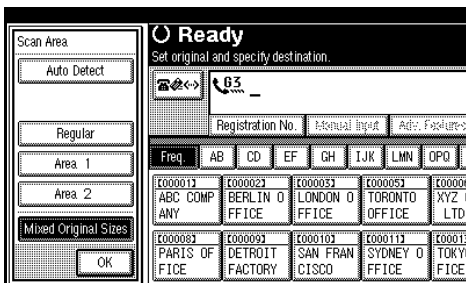 Scan Area
Auto Detect
Regular
Area 1
Area 2
Mixed Original Sizes
OK
Ready
Set original and specify destination.
G3 _
Registration No. Manual Input Adv. Features
Freq. AB CD EF GH IJK LMN OPQ
[00001] [00002] [00003] [00005]
ABC COMP BERLIN O LONDON O TORONTO XYZ
ANY FFICE FFICE OFFICE LTD
[00008] [00009] [00010] [00011]
PARIS OF DETROIT SAN FRAN SYDNEY O TOKY
FICE FACTORY CISCO FFICE FICE